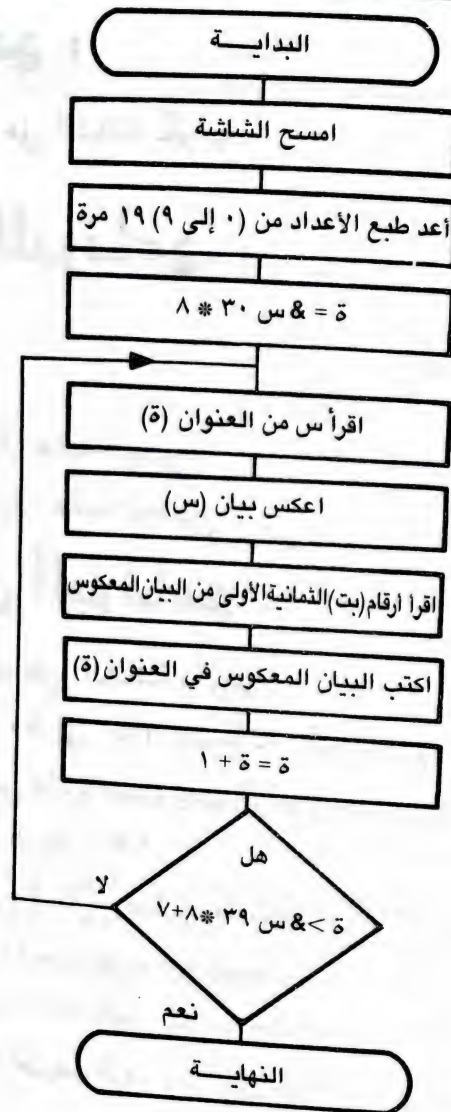 البدايـــة
امسح الشاشة
أعد طبع الأعداد من (٠ إلى ٩) ١٩ مرة
ة = & س ٣٠ * ٨
اقرأ س من العنوان (ة)
اعكس بيان (س)
اقرأ أرقام (بت) الثمانية الأولى من البيان المعكوس
اكتب البيان المعكوس في العنوان (ة)
ة = ة + ١
هل
لا
ة > & س ٣٩ * ٨+٧
نعم
النهايـــة